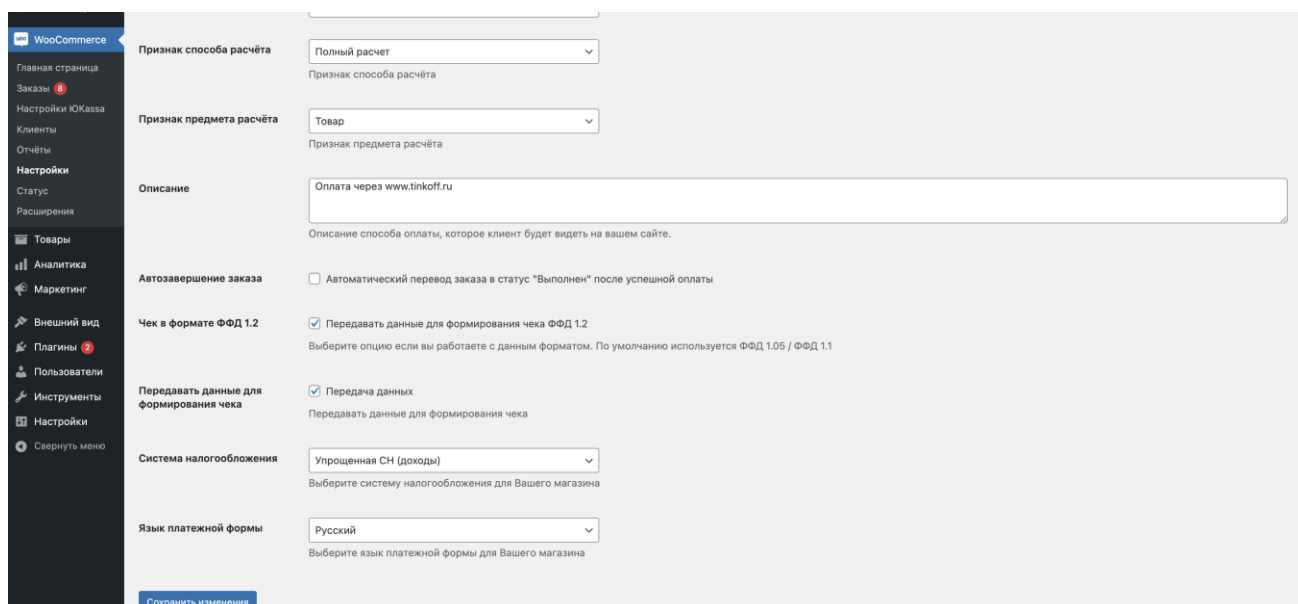 WooCommerce
Главная страница
Заказы 8
Настройки ЮKassa
Клиенты
Отчёты
Настройки
Статус
Расширения
Товары
Аналитика
Маркетинг
Внешний вид
Плагины 2
Пользователи
Инструменты
Настройки
Свернуть меню
Признак способа расчёта
Полный расчет
Признак способа расчёта
Признак предмета расчёта
Товар
Признак предмета расчёта
Описание
Оплата через www.tinkoff.ru
Описание способа оплаты, которое клиент будет видеть на вашем сайте.
Автозавершение заказа
Автоматический перевод заказа в статус "Выполнен" после успешной оплаты
Чек в формате ФФД 1.2
Передавать данные для формирования чека ФФД 1.2
Выберите опцию если вы работаете с данным форматом. По умолчанию используется ФФД 1.05 / ФФД 1.1
Передавать данные для
формирования чека
Передача данных
Передавать данные для формирования чека
Система налогообложения
Упрощенная СН (доходы)
Выберите систему налогообложения для Вашего магазина
Язык платежной формы
Русский
Выберите язык платежной формы для Вашего магазина
Сохранить изменения